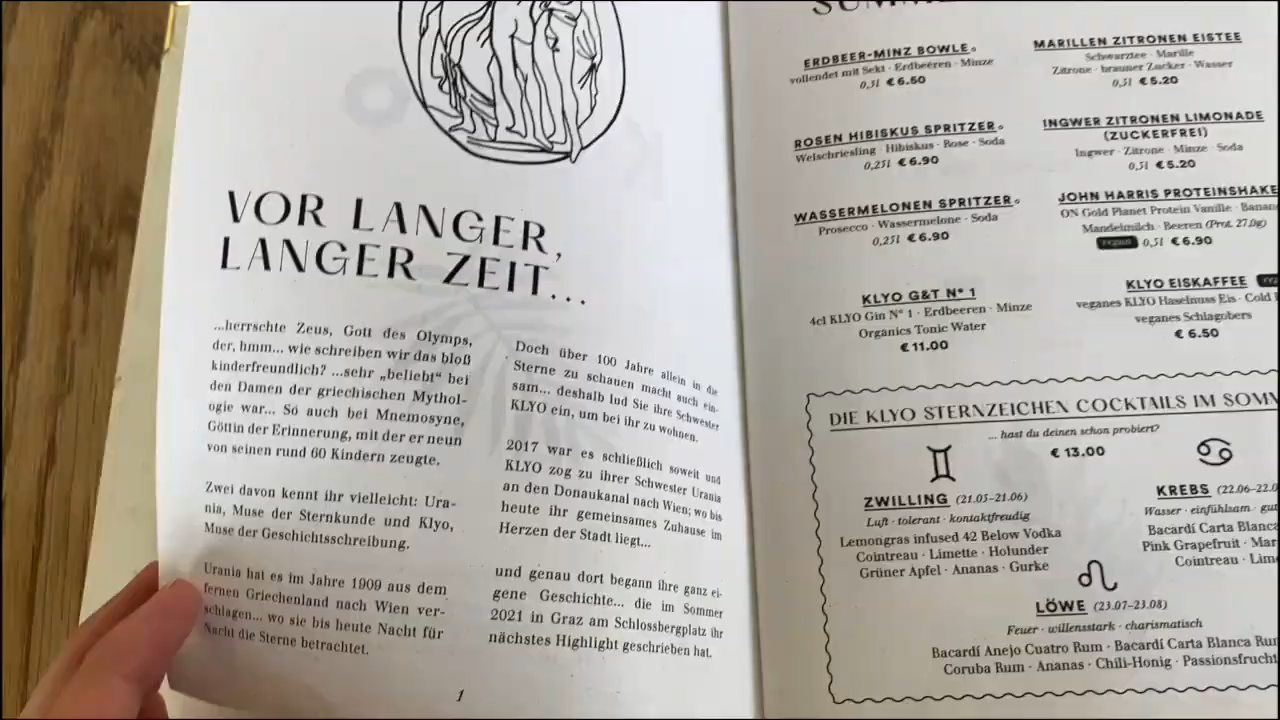 VOR LANGER,
LANGER ZEIT...
...herrschte Zeus, Gott des Olymps,
der, hmm... wie schreiben wir das bloß
kinderfreundlich? ...sehr „beliebt“ bei
den Damen der griechischen Mythol-
ogie war... So auch bei Mnemosyne,
Göttin der Erinnerung, mit der er neun
von seinen rund 60 Kindern zeugte.
Zwei davon kennt ihr vielleicht: Ura-
nia, Muse der Sternkunde und Klyo,
Muse der Geschichtsschreibung.
Urania hat es im Jahre 1909 aus dem
fernen Griechenland nach Wien ver-
schlagen... wo sie bis heute Nacht für
Nacht die Sterne betrachtet.
Doch über 100 Jahre allein in die
Sterne zu schauen macht auch ein-
sam... deshalb lud Sie ihre Schwester
KLYO ein, um bei ihr zu wohnen.
2017 war es schließlich soweit und
KLYO zog zu ihrer Schwester Urania
an den Donaukanal nach Wien; wo bis
heute ihr gemeinsames Zuhause im
Herzen der Stadt liegt...
und genau dort begann ihre ganz ei-
gene Geschichte... die im Sommer
2021 in Graz am Schlossbergplatz ihr
nächstes Highlight geschrieben hat.
1
ERDBEER-MINZ BOWLE
vollendet mit Sekt · Erdbeeren · Minze
0,3l €6.50
ROSEN HIBISKUS SPRITZER
Welschriesling · Hibiskus · Rose · Soda
0,25l €6.90
WASSERMELONEN SPRITZER
Prosecco · Wassermelone · Soda
0,25l €6.90
KLYO G&T N° 1
4cl KLYO Gin N° 1 · Erdbeeren · Minze
Organics Tonic Water
€11.00
MARILLEN ZITRONEN EISTEE
Schwarztee · Marille
Zitrone · brauner Zucker · Wasser
0,5l €5.20
INGWER ZITRONEN LIMONADE
(ZUCKERFREI)
Ingwer · Zitrone · Minze · Soda
0,5l €5.20
JOHN HARRIS PROTEINSHAKE
ON Gold Planet Protein Vanille ·
Mandelmilch · Beeren (Prot. 27,0g)
vegan 0,5l €6.90
KLYO EISKAFFEE
veganes KLYO Haselnuss Eis · Cold
veganes Schlagobers
€6.50
DIE KLYO STERNZEICHEN COCKTAILS IM
... hast du deinen schon probiert?
€13.00
ZWILLING (21.05-21.06)
Luft · tolerant · kontaktfreudig
Lemongras infused 42 Below Vodka
Cointreau · Limette · Holunder
Grüner Apfel · Ananas · Gurke
KREBS
Wasser · einfühlsam ·
Bacardí Carta Blanca
Pink Grapefruit ·
Cointreau ·
LÖWE (23.07-23.08)
Feuer · willensstark · charismatisch
Bacardí Anejo Cuatro Rum · Bacardí Carta Blanca
Coruba Rum · Ananas · Chili-Honig · Passionsfrucht